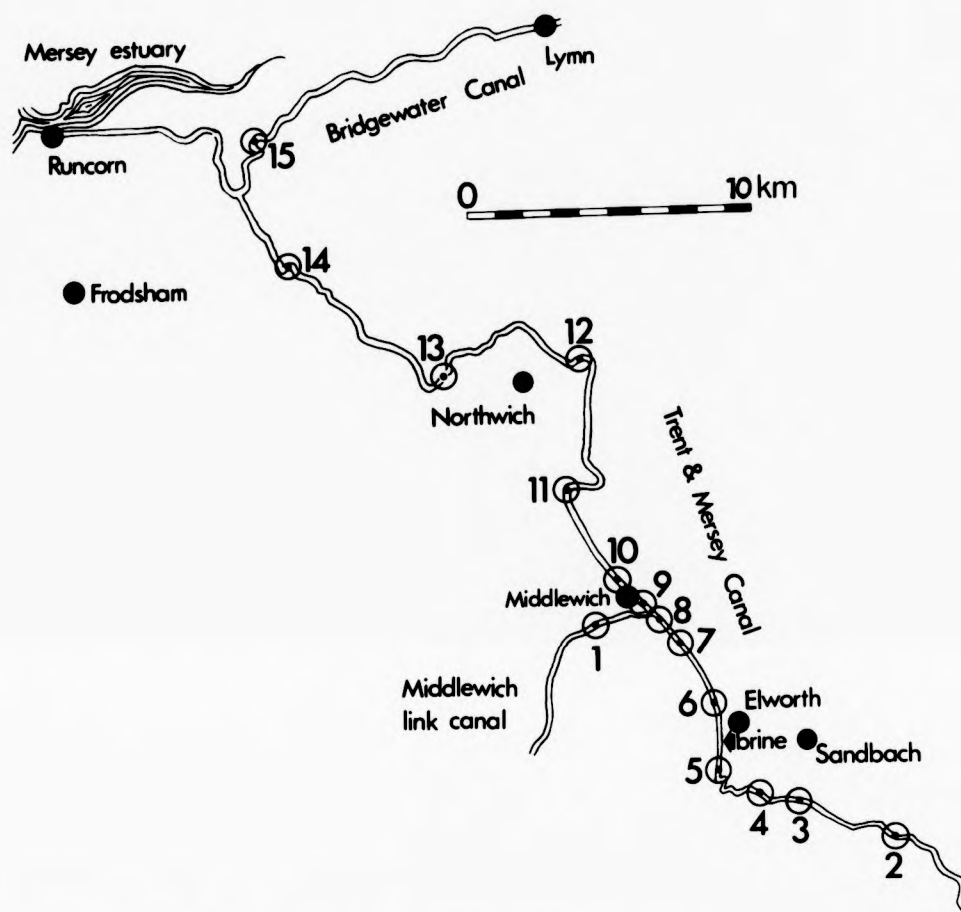 Mersey estuary
Lymn
Bridgewater Canal
Runcorn
15
0 10 km
14
Frodsham
13
12
Northwich
Trent & Mersey Canal
11
10
Middlewich
9
8
7
1
Middlewich
link canal
6
Elworth
brine
Sandbach
5
4
3
2